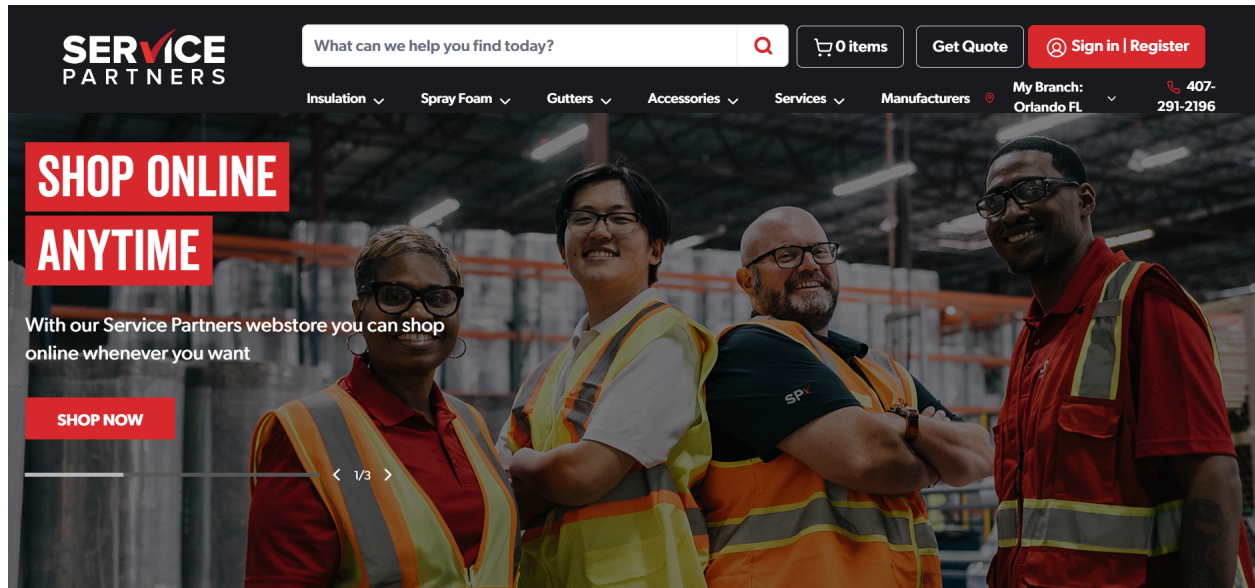 SERVICE
PARTNERS
What can we help you find today?
0 items
Get Quote
Sign in | Register
Insulation
Spray Foam
Gutters
Accessories
Services
Manufacturers
My Branch:
Orlando FL
407-
291-2196
SHOP ONLINE
ANYTIME
With our Service Partners webstore you can shop
online whenever you want
SHOP NOW
1/3
SP